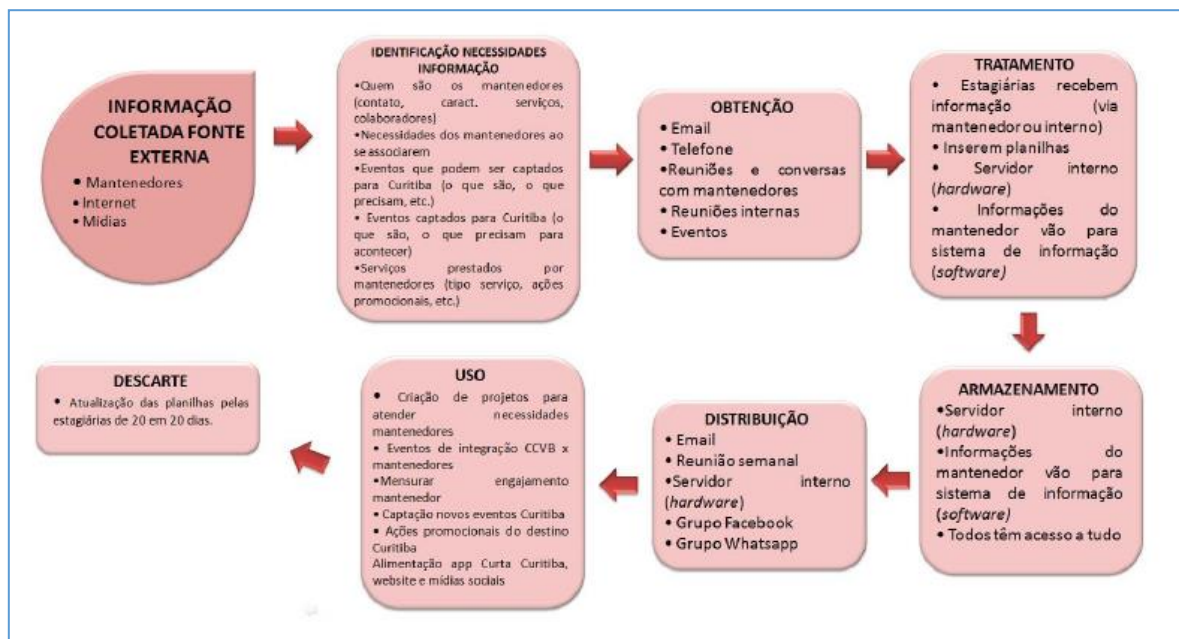 INFORMAÇÃO
COLETADA FONTE
EXTERNA
• Mantenedores
• Internet
• Mídias
IDENTIFICAÇÃO NECESSIDADES
INFORMAÇÃO
•Quem são os mantenedores
(contato, caract. serviços,
colaboradores)
•Necessidades dos mantenedores ao
se associarem
•Eventos que podem ser captados
para Curitiba (o que são, o que
precisam, etc.)
• Eventos captados para Curitiba (o
que são, o que precisam para
acontecer)
•Serviços prestados por
mantenedores (tipo serviço, ações
promocionais, etc.)
OBTENÇÃO
• Email
• Telefone
• Reuniões e conversas
com mantenedores
• Reuniões internas
• Eventos
TRATAMENTO
• Estagiárias recebem
informação (via
mantenedor ou interno)
• Inserem planilhas
• Servidor interno
(hardware)
• Informações do
mantenedor vão para
sistema de informação
(software)
ARMAZENAMENTO
•Servidor interno
(hardware)
•Informações do
mantenedor vão para
sistema de informação
(software)
• Todos têm acesso a tudo
DISTRIBUIÇÃO
• Email
• Reunião semanal
•Servidor interno
(hardware)
• Grupo Facebook
• Grupo Whatsapp
USO
• Criação de projetos para
atender necessidades
mantenedores
• Eventos de integração CCVB x
mantenedores
•Mensurar engajamento
mantenedor
• Captação novos eventos Curitiba
• Ações promocionais do destino
Curitiba
Alimentação app Curta Curitiba,
website e mídias sociais
DESCARTE
• Atualização das planilhas pelas
estagiárias de 20 em 20 dias.